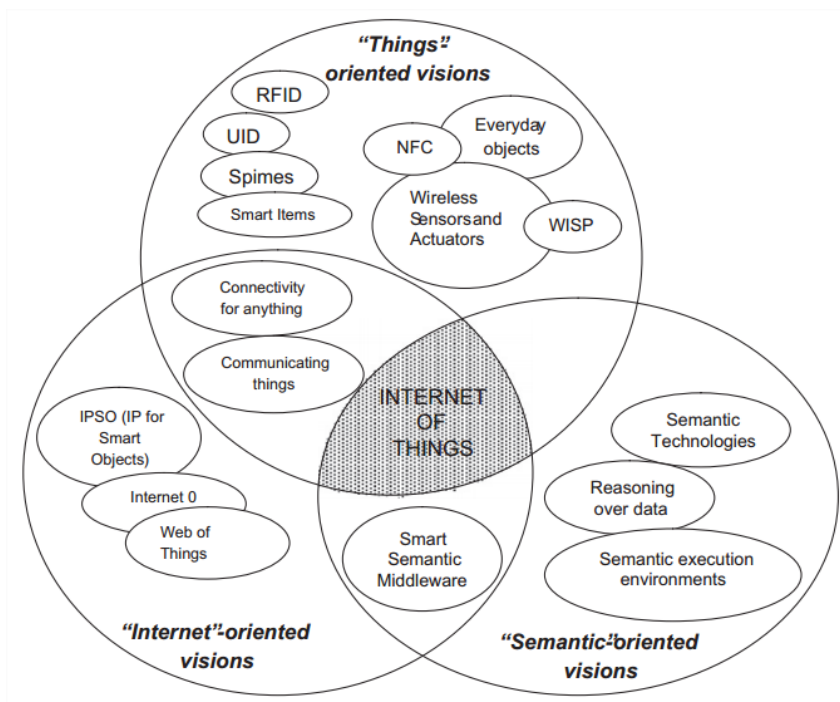 “Things”-
oriented visions
RFID
UID
Spimes
Smart Items
Everyday
objects
NFC
Wireless
Sensors and
Actuators
WISP
Connectivity
for anything
Communicating
things
INTERNET
OF
THINGS
IPSO (IP for
Smart
Objects)
Internet 0
Web of
Things
Semantic
Technologies
Reasoning
over data
Semantic execution
environments
Smart
Semantic
Middleware
“Internet”-oriented
visions
“Semantic-”oriented
visions